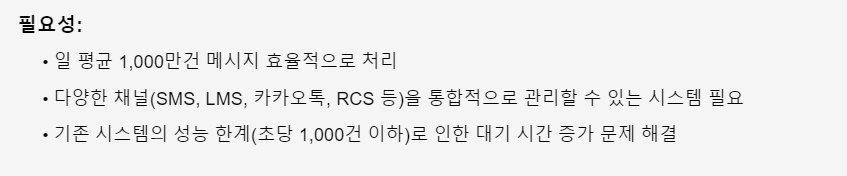 필요성:
• 일 평균 1,000만건 메시지 효율적으로 처리
• 다양한 채널(SMS, LMS, 카카오톡, RCS 등)을 통합적으로 관리할 수 있는 시스템 필요
• 기존 시스템의 성능 한계(초당 1,000건 이하)로 인한 대기 시간 증가 문제 해결